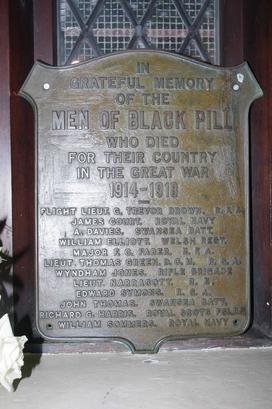 IN
GRATEFUL MEMORY
OF THE
MEN OF BLACK PILL
WHO DIED
FOR THEIR COUNTRY
IN THE GREAT WAR
1914-1918
FLIGHT LIEUT. G. TREVOR BROWN,
JAMES COURT, ROYAL NAVY
A. DAVIES. SWANSEA BATT.
WILLIAM ELLIOTT. WELSH REGT.
MAJOR F. G. FABER. R. F. A.
LIEUT. THOMAS GREEN, D.C.M. R. G. A.
WYNDHAM JONES. RIFLE BRIGADE
LIEUT. NARRACOTT. R. E.
EDWARD SYMONS. R. G. A.
JOHN THOMAS. SWANSEA BATT.
RICHARD G. HARRIS. ROYAL SCOTS FSLRS.
WILLIAM SOMMERS. ROYAL NAVY